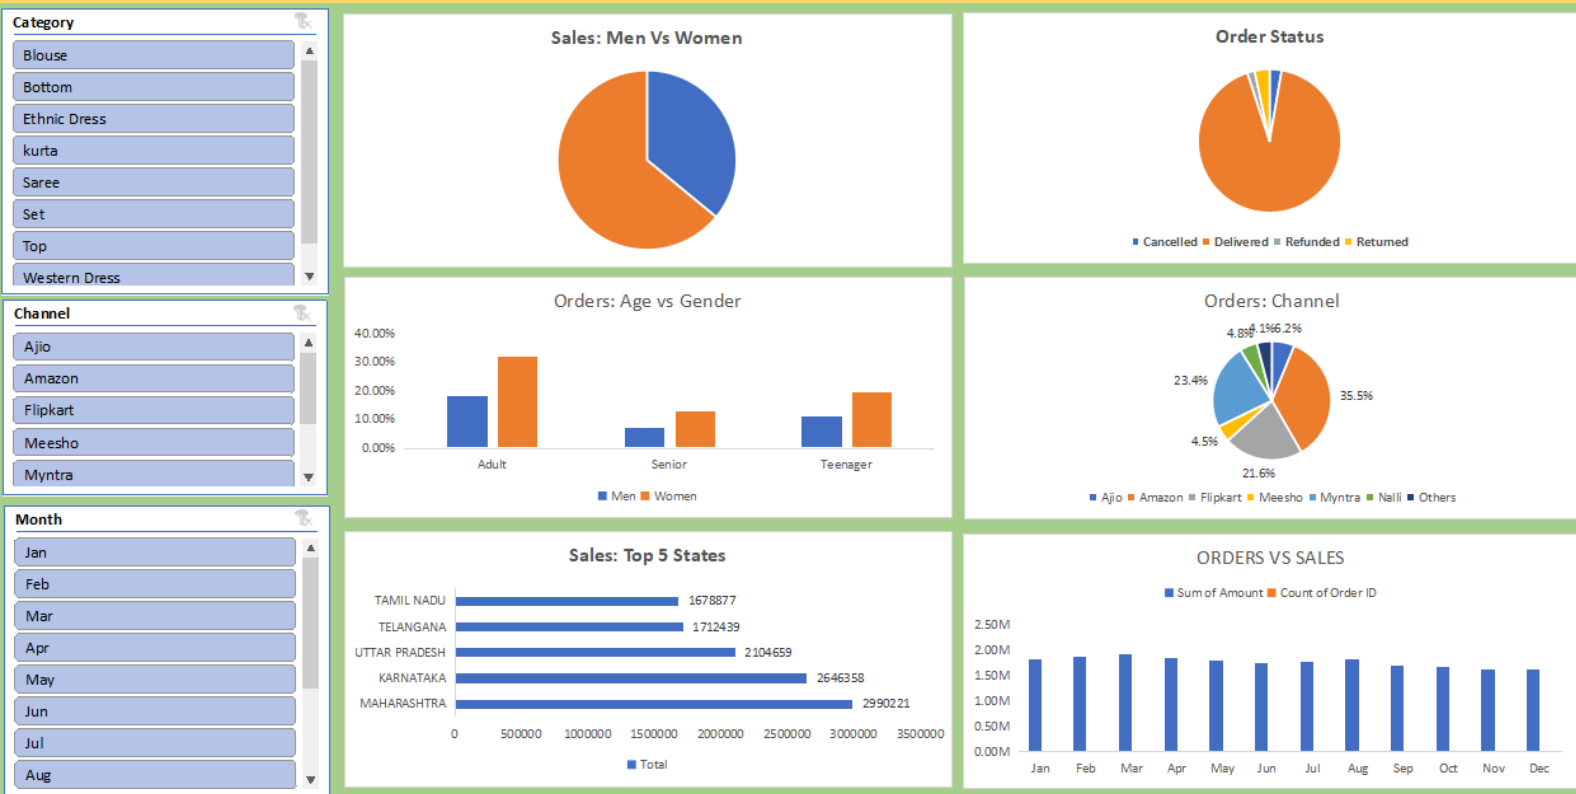 Category
Blouse
Bottom
Ethnic Dress
kurta
Saree
Set
Top
Western Dress
Channel
Ajio
Amazon
Flipkart
Meesho
Myntra
Month
Jan
Feb
Mar
Apr
May
Jun
Jul
Aug
Sales: Men Vs Women
Order Status
Cancelled Delivered Refunded Returned
Orders: Age vs Gender
40.00%
30.00%
20.00%
10.00%
0.00%
Adult Senior Teenager
Men Women
Orders: Channel
4.8% 4.1% 6.2%
23.4%
35.5%
4.5%
21.6%
Ajio Amazon Flipkart Meesho Myntra Nalli Others
Sales: Top 5 States
TAMIL NADU 1678877
TELANGANA 1712439
UTTAR PRADESH 2104659
KARNATAKA 2646358
MAHARASHTRA 2990221
0 500000 1000000 1500000 2000000 2500000 3000000 3500000
Total
ORDERS VS SALES
Sum of Amount Count of Order ID
2.50M
2.00M
1.50M
1.00M
0.50M
0.00M
Jan Feb Mar Apr May Jun Jul Aug Sep Oct Nov Dec